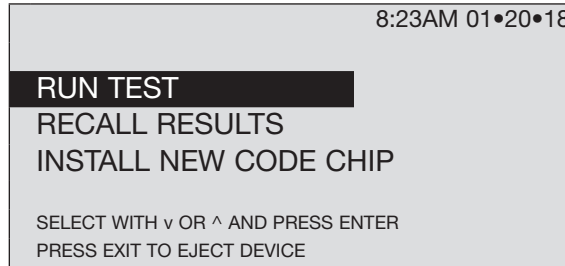 8:23AM 01•20•18
RUN TEST
RECALL RESULTS
INSTALL NEW CODE CHIP
SELECT WITH v OR ^ AND PRESS ENTER
PRESS EXIT TO EJECT DEVICE